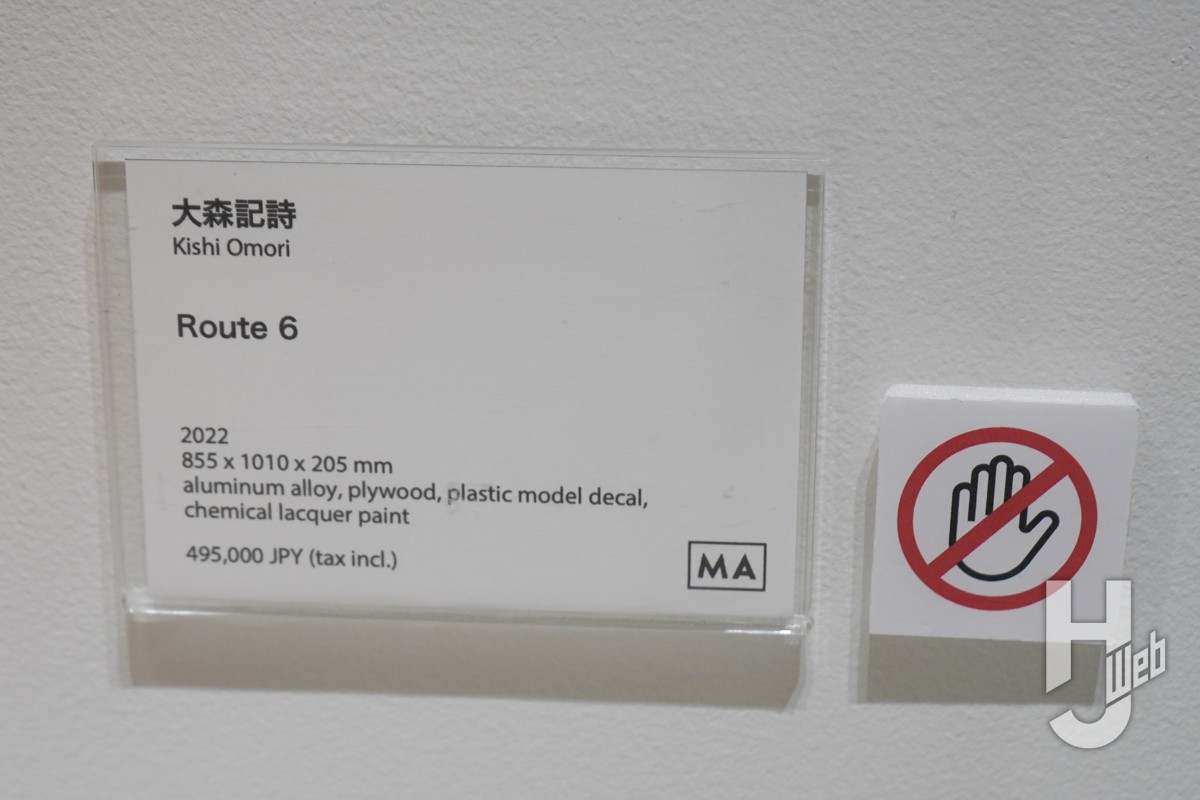 大森記詩
Kishi Omori
Route 6
2022
855 x 1010 x 205 mm
aluminum alloy, plywood, plastic model decal,
chemical lacquer paint
495,000 JPY (tax incl.)
MA
HJ Web